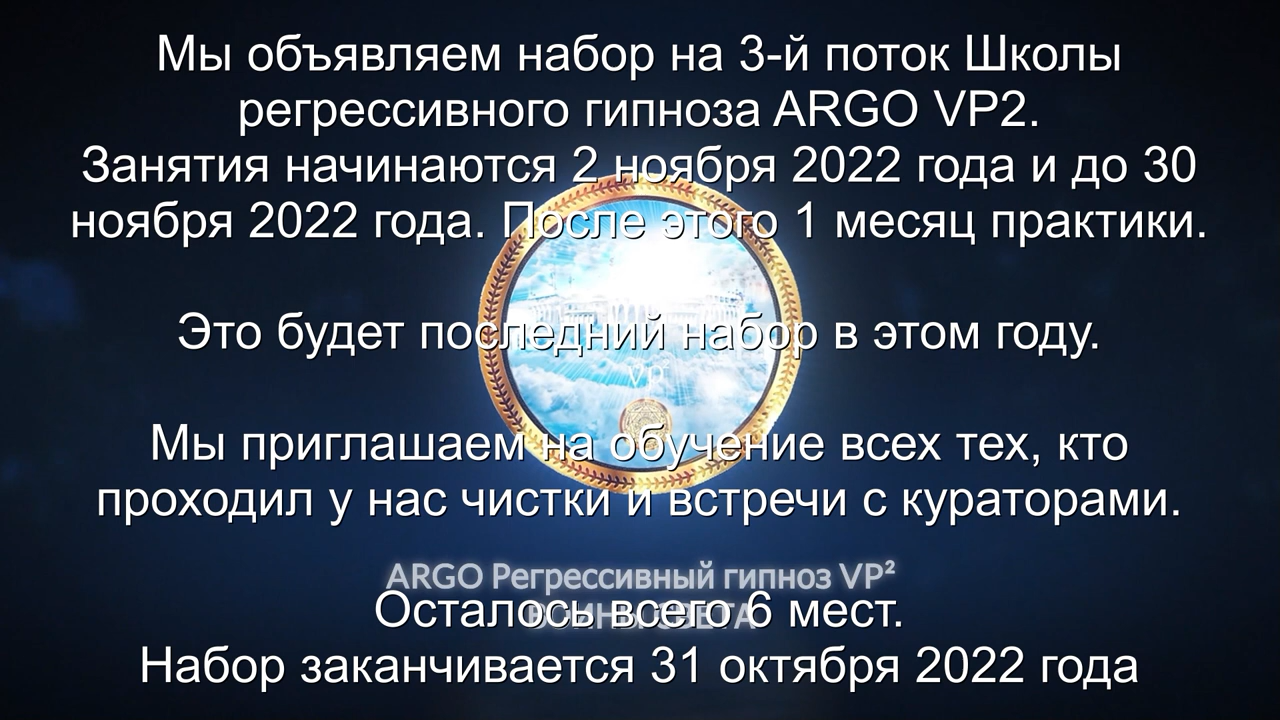 Мы объявляем набор на 3-й поток Школы
регрессивного гипноза ARGO VP2.
Занятия начинаются 2 ноября 2022 года и до 30
ноября 2022 года. После этого 1 месяц практики.
Это будет последний набор в этом году.
Vp²
Мы приглашаем на обучение всех тех, кто
проходил у нас чистки и встречи с кураторами.
ARGO Регрессивный гипноз VP²
Осталось всего 6 мест.
ВОИНЫ СВЕТА
Набор заканчивается 31 октября 2022 года